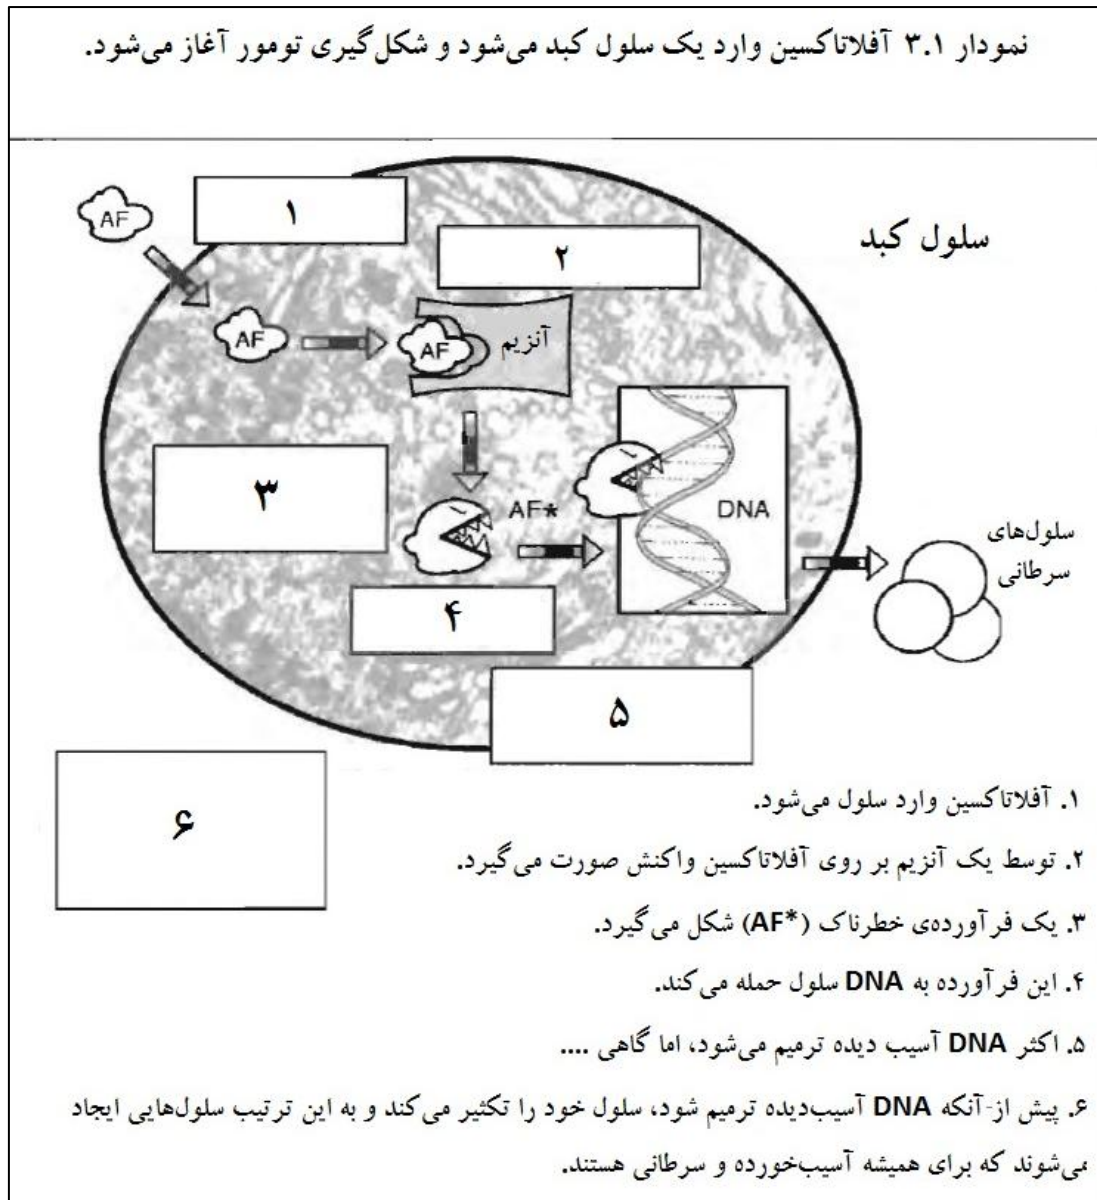 نمودار ۳.۱ آفلاتاکسین وارد یک سلول کبد می‌شود و شکل‌گیری تومور آغاز می‌شود.
AF
۱
۲
سلول کبد
AF
AF
آنزیم
۳
AF*
DNA
سلول‌های
سرطانی
۴
۵
۶
۱. آفلاتاکسین وارد سلول می‌شود.
۲. توسط یک آنزیم بر روی آفلاتاکسین واکنش صورت می‌گیرد.
۳. یک فرآورده‌ی خطرناک (AF*) شکل می‌گیرد.
۴. این فرآورده به DNA سلول حمله می‌کند.
۵. اکثر DNA آسیب دیده ترمیم می‌شود، اما گاهی ....
۶. پیش از-آنکه DNA آسیب‌دیده ترمیم شود، سلول خود را تکثیر می‌کند و به این ترتیب سلول‌هایی ایجاد
می‌شوند که برای همیشه آسیب‌خورده و سرطانی هستند.